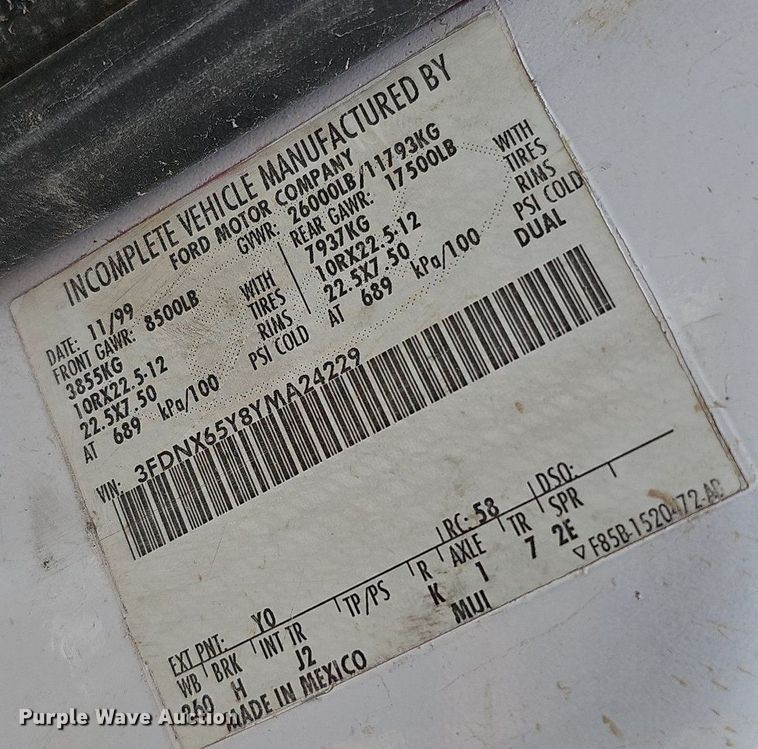 INCOMPLETE VEHICLE MANUFACTURED BY
FORD MOTOR COMPANY
DATE: 11/99 GVWR: 26000LB/11793KG
FRONT GAWR: 8500LB REAR GAWR: 17500LB
3855KG WITH 7937KG WITH
10RX22.5-12 TIRES 10RX22.5-12 TIRES
22.5X7.50 RIMS 22.5X7.50 RIMS
AT 689 kPa/100 PSI COLD AT 689 kPa/100 PSI COLD
DUAL
VIN: 3FDNX65Y8YMA24229
EXT PNT: YO RC: 58 DSO:
WB BRK INT TR TP/PS R AXLE TR SPR
260 H J2 K 1 7 2E
MADE IN MEXICO MIJI
▽ F85B-1520472-AB
Purple Wave Auction